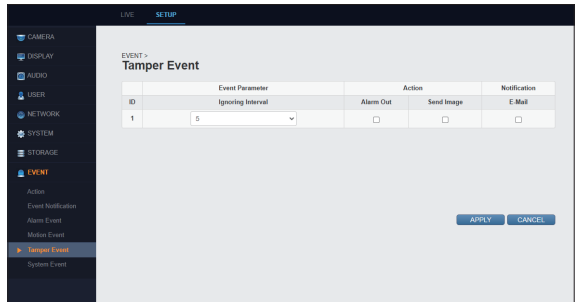 LIVE SETUP
CAMERA
DISPLAY
AUDIO
USER
NETWORK
SYSTEM
STORAGE
EVENT
Action
Event Notification
Alarm Event
Motion Event
Tamper Event
System Event
EVENT >
Tamper Event
Event Parameter Action Notification
ID Ignoring Interval Alarm Out Send Image E-Mail
1 5
APPLY CANCEL